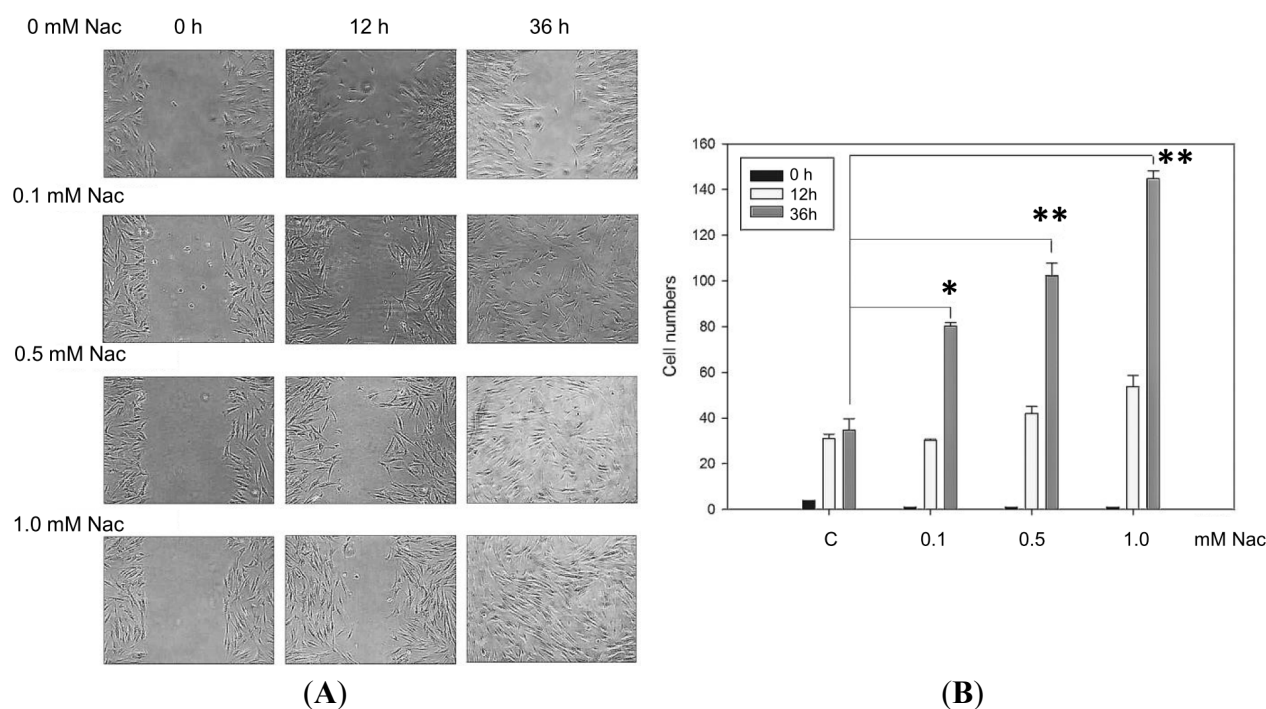 0 mM Nac 0 h 12 h 36 h
0.1 mM Nac
0.5 mM Nac
1.0 mM Nac
(A)
160
140
120
100
80
60
40
20
0
Cell numbers
0 h
12h
36h
*
**
**
C 0.1 0.5 1.0 mM Nac
(B)